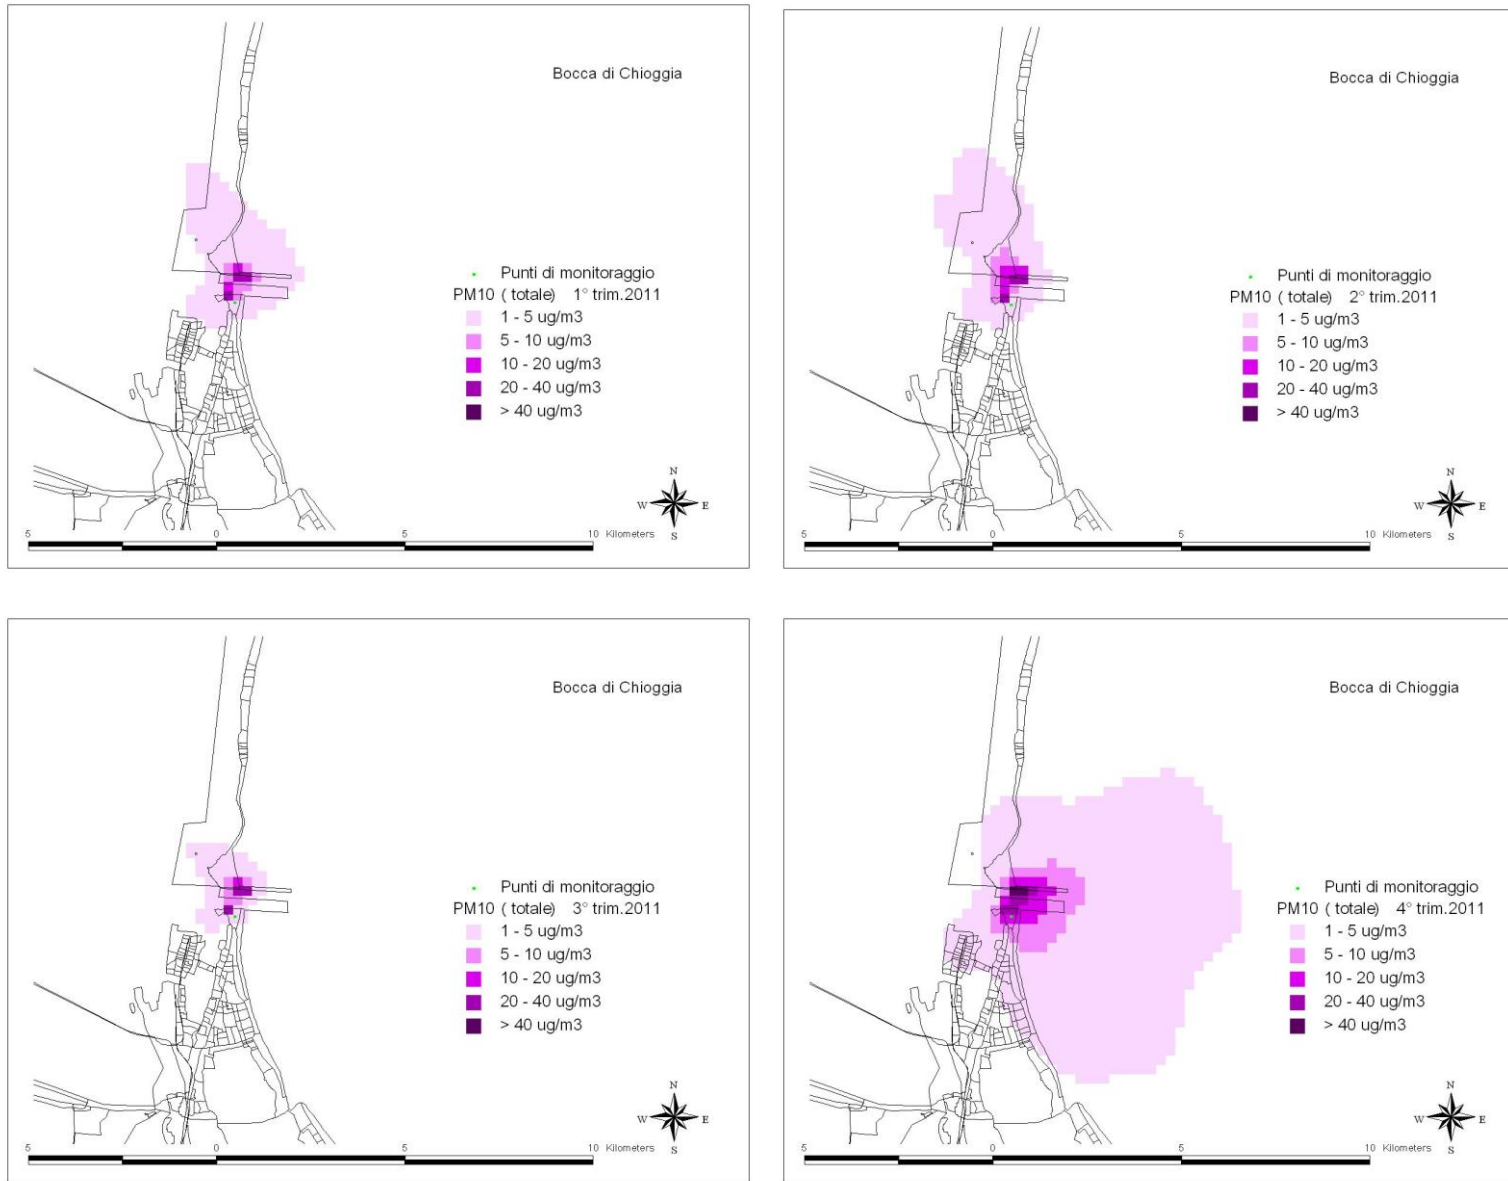 Bocca di Chioggia
Punti di monitoraggio
PM10 ( totale) 1° trim.2011
1 - 5 ug/m3
5 - 10 ug/m3
10 - 20 ug/m3
20 - 40 ug/m3
> 40 ug/m3
N
W E
S
5 0 5 10 Kilometers
Bocca di Chioggia
Punti di monitoraggio
PM10 ( totale) 2° trim.2011
1 - 5 ug/m3
5 - 10 ug/m3
10 - 20 ug/m3
20 - 40 ug/m3
> 40 ug/m3
N
W E
S
5 0 5 10 Kilometers
Bocca di Chioggia
Punti di monitoraggio
PM10 ( totale) 3° trim.2011
1 - 5 ug/m3
5 - 10 ug/m3
10 - 20 ug/m3
20 - 40 ug/m3
> 40 ug/m3
N
W E
S
5 0 5 10 Kilometers
Bocca di Chioggia
Punti di monitoraggio
PM10 ( totale) 4° trim.2011
1 - 5 ug/m3
5 - 10 ug/m3
10 - 20 ug/m3
20 - 40 ug/m3
> 40 ug/m3
N
W E
S
5 0 5 10 Kilometers